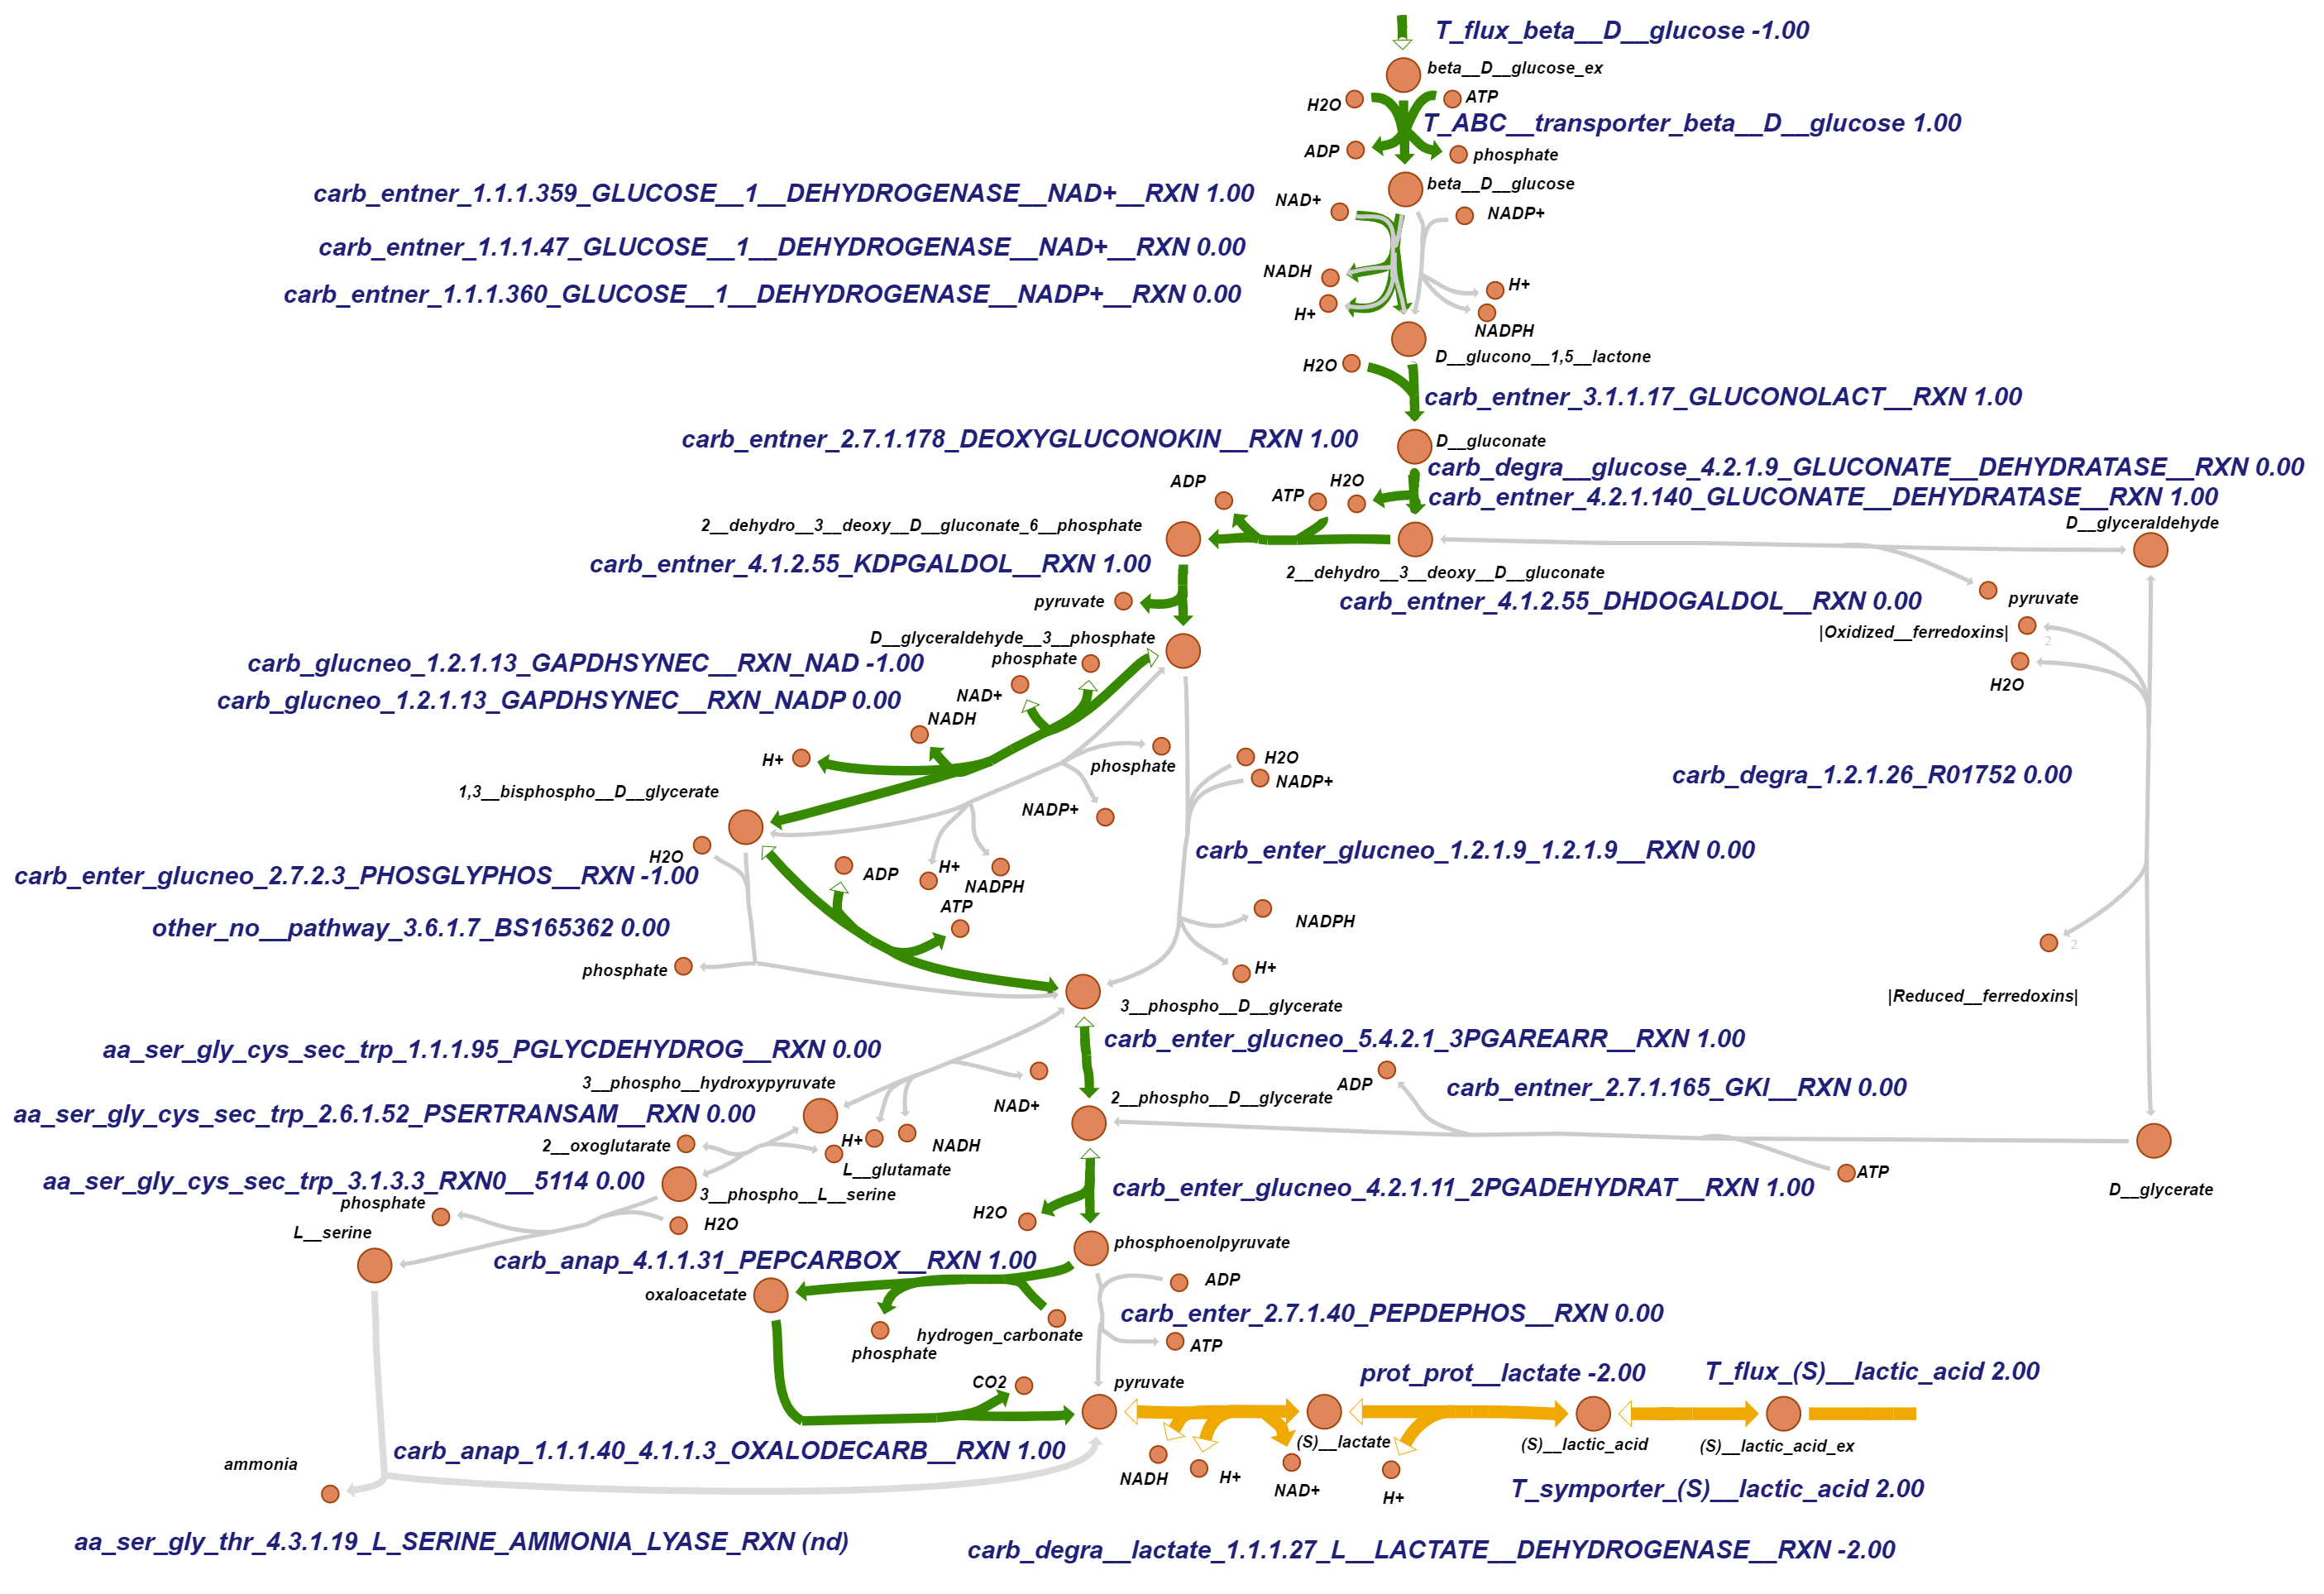 T_flux_beta__D__glucose -1.00
beta__D__glucose_ex
H2O
ATP
T_ABC__transporter_beta__D__glucose 1.00
ADP
phosphate
beta__D__glucose
carb_entner_1.1.1.359_GLUCOSE__1__DEHYDROGENASE__NAD+__RXN 1.00
NAD+
NADP+
carb_entner_1.1.1.47_GLUCOSE__1__DEHYDROGENASE__NAD+__RXN 0.00
NADH
H+
carb_entner_1.1.1.360_GLUCOSE__1__DEHYDROGENASE__NADP+__RXN 0.00
H+
NADPH
D__glucono__1,5__lactone
H2O
carb_entner_3.1.1.17_GLUCONOLACT__RXN 1.00
carb_entner_2.7.1.178_DEOXYGLUCONOKIN__RXN 1.00
D__gluconate
carb_degra__glucose_4.2.1.9_GLUCONATE__DEHYDRATASE__RXN 0.00
ADP
ATP
H2O
carb_entner_4.2.1.140_GLUCONATE__DEHYDRATASE__RXN 1.00
2__dehydro__3__deoxy__D__gluconate_6__phosphate
D__glyceraldehyde
carb_entner_4.1.2.55_KDPGALDOL__RXN 1.00
2__dehydro__3__deoxy__D__gluconate
pyruvate
carb_entner_4.1.2.55_DHDOGALDOL__RXN 0.00
pyruvate
D__glyceraldehyde__3__phosphate
|Oxidized__ferredoxins|
2
carb_glucneo_1.2.1.13_GAPDHSYNEC__RXN_NAD -1.00
phosphate
H2O
carb_glucneo_1.2.1.13_GAPDHSYNEC__RXN_NADP 0.00
NAD+
NADH
H+
phosphate
H2O
NADP+
carb_degra_1.2.1.26_R01752 0.00
1,3__bisphospho__D__glycerate
NADP+
H2O
carb_enter_glucneo_1.2.1.9_1.2.1.9__RXN 0.00
carb_enter_glucneo_2.7.2.3_PHOSGLYPHOS__RXN -1.00
ADP
H+
NADPH
ATP
other_no__pathway_3.6.1.7_BS165362 0.00
NADPH
2
phosphate
H+
3__phospho__D__glycerate
|Reduced__ferredoxins|
aa_ser_gly_cys_sec_trp_1.1.1.95_PGLYCDEHYDROG__RXN 0.00
carb_enter_glucneo_5.4.2.1_3PGAREARR__RXN 1.00
3__phospho__hydroxypyruvate
ADP
carb_entner_2.7.1.165_GKI__RXN 0.00
NAD+
2__phospho__D__glycerate
aa_ser_gly_cys_sec_trp_2.6.1.52_PSERTRANSAM__RXN 0.00
2__oxoglutarate
H+
NADH
L__glutamate
ATP
aa_ser_gly_cys_sec_trp_3.1.3.3_RXN0__5114 0.00
3__phospho__L__serine
carb_enter_glucneo_4.2.1.11_2PGADEHYDRAT__RXN 1.00
D__glycerate
phosphate
H2O
H2O
L__serine
phosphoenolpyruvate
carb_anap_4.1.1.31_PEPCARBOX__RXN 1.00
ADP
oxaloacetate
carb_enter_2.7.1.40_PEPDEPHOS__RXN 0.00
hydrogen_carbonate
phosphate
ATP
CO2
pyruvate
prot_prot__lactate -2.00
T_flux_(S)__lactic_acid 2.00
carb_anap_1.1.1.40_4.1.1.3_OXALODECARB__RXN 1.00
(S)__lactate
(S)__lactic_acid
(S)__lactic_acid_ex
ammonia
NADH
H+
NAD+
H+
T_symporter_(S)__lactic_acid 2.00
aa_ser_gly_thr_4.3.1.19_L_SERINE_AMMONIA_LYASE_RXN (nd)
carb_degra__lactate_1.1.1.27_L__LACTATE__DEHYDROGENASE__RXN -2.00